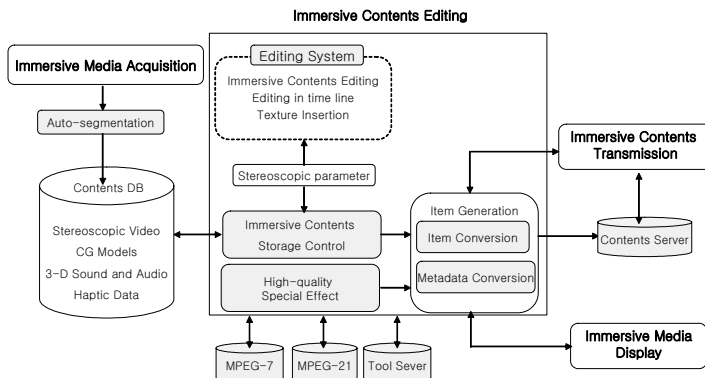 Immersive Contents Editing
Immersive Media Acquisition
Auto-segmentation
Contents DB
Stereoscopic Video
CG Models
3-D Sound and Audio
Haptic Data
Editing System
Immersive Contents Editing
Editing in time line
Texture Insertion
Stereoscopic parameter
Immersive Contents
Storage Control
High-quality
Special Effect
Item Generation
Item Conversion
Metadata Conversion
Immersive Contents
Transmission
Contents Server
Immersive Media
Display
MPEG-7
MPEG-21
Tool Sever